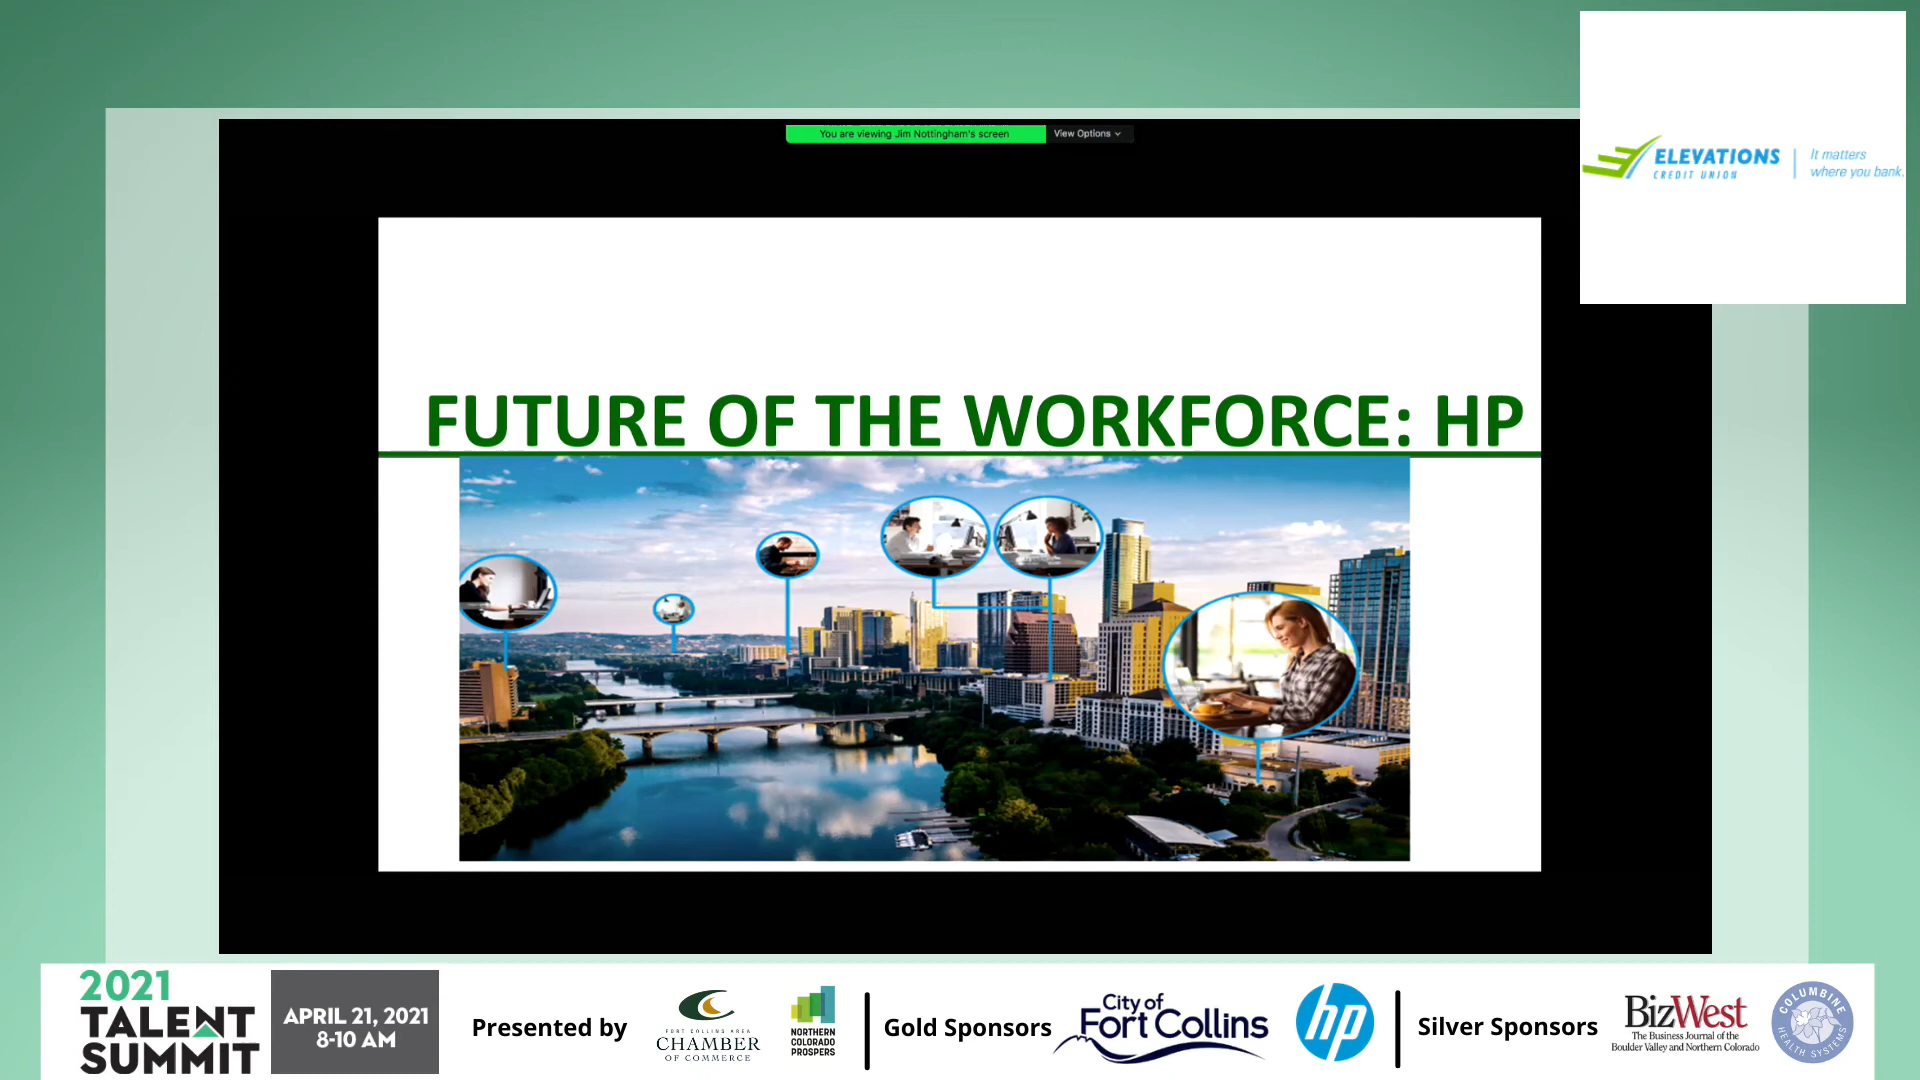 You are viewing Jim Nottingham's screen
View Options
ELEVATIONS
CREDIT UNION
It matters
where you bank.
FUTURE OF THE WORKFORCE: HP
2021
TALENT
SUMMIT
APRIL 21, 2021
8-10 AM
Presented by
FORT COLLINS AREA
CHAMBER
OF COMMERCE
NORTHERN
COLORADO
PROSPERS
Gold Sponsors
City of
Fort Collins
hp
Silver Sponsors
BizWest
The Business Journal of the
Boulder Valley and Northern Colorado
COLUMBINE
HEALTH SYSTEMS